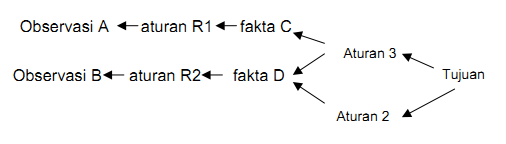 Observasi A aturan R1 fakta C
Aturan 3
Observasi B aturan R2 fakta D
Tujuan
Aturan 2